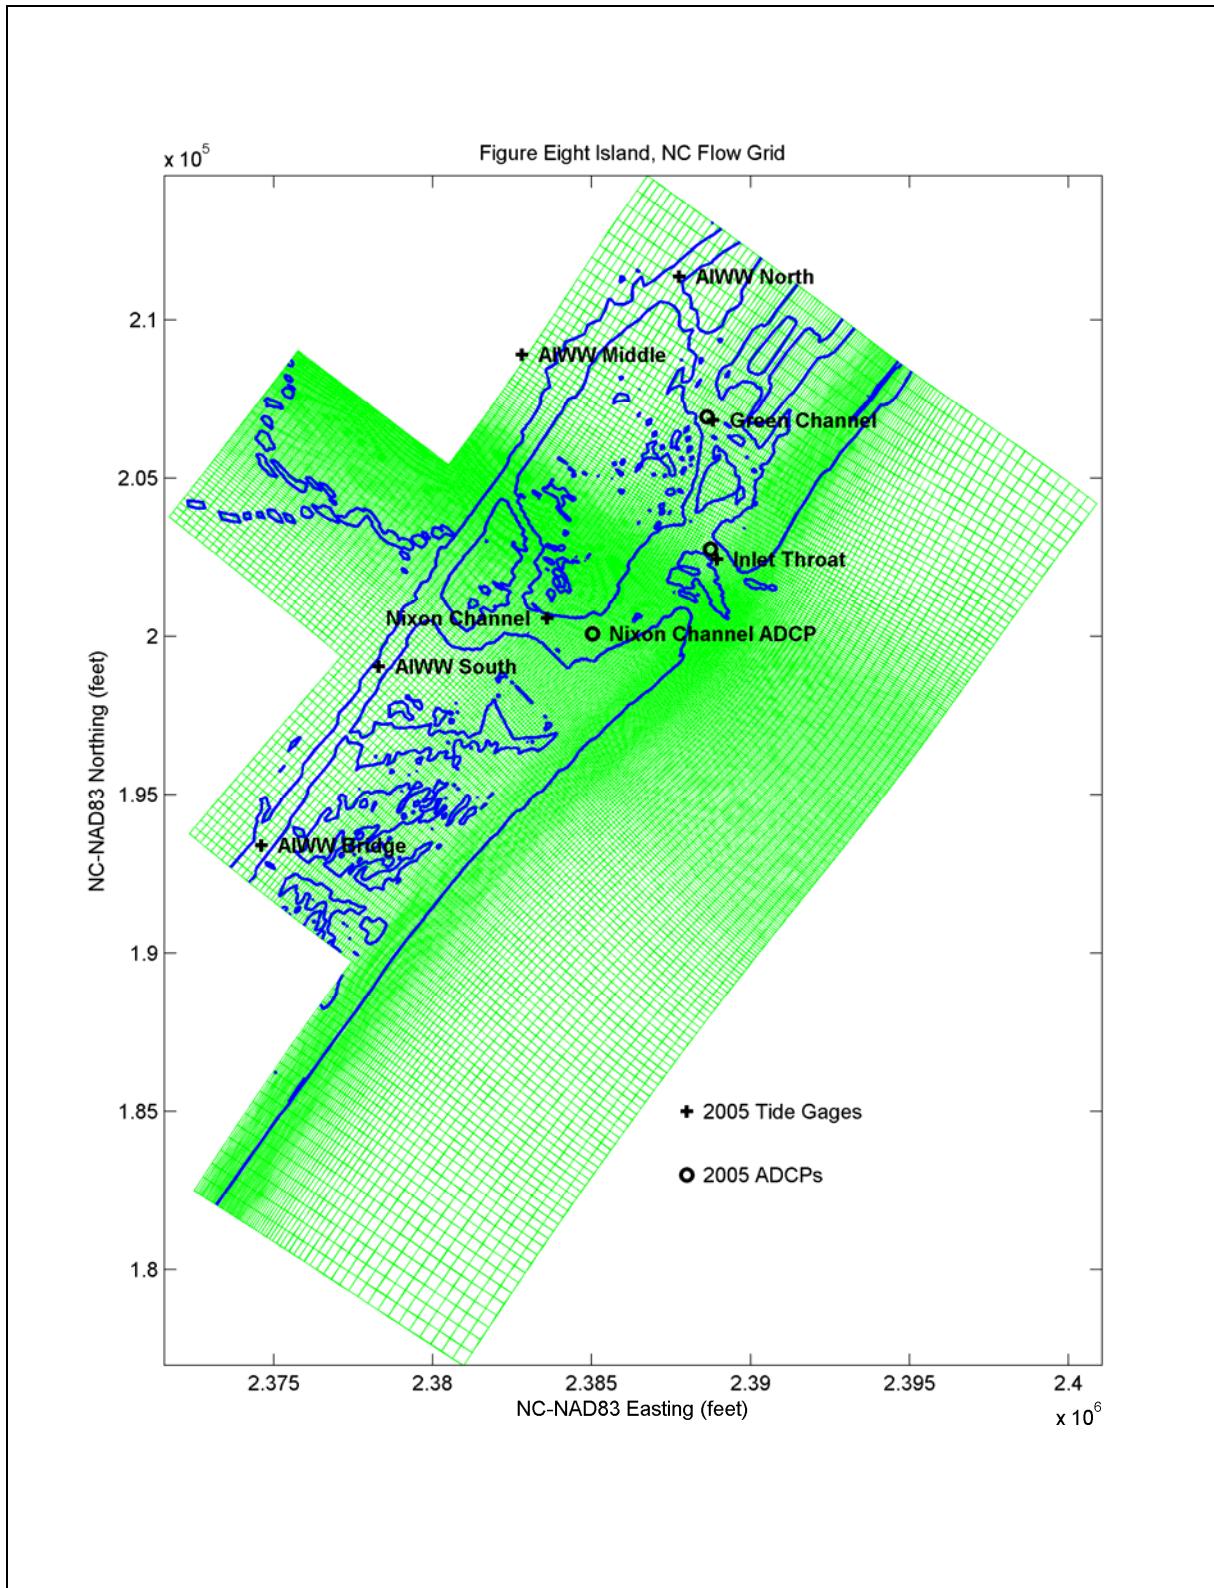 Figure Eight Island, NC Flow Grid
x 10^5
AIWW North
2.1
AIWW Middle
Green Channel
2.05
Inlet Throat
Nixon Channel
2
Nixon Channel ADCP
AIWW South
NC-NAD83 Northing (feet)
1.95
AIWW Bridge
1.9
1.85
2005 Tide Gages
2005 ADCPs
1.8
2.375 2.38 2.385 2.39 2.395 2.4
NC-NAD83 Easting (feet)
x 10^6